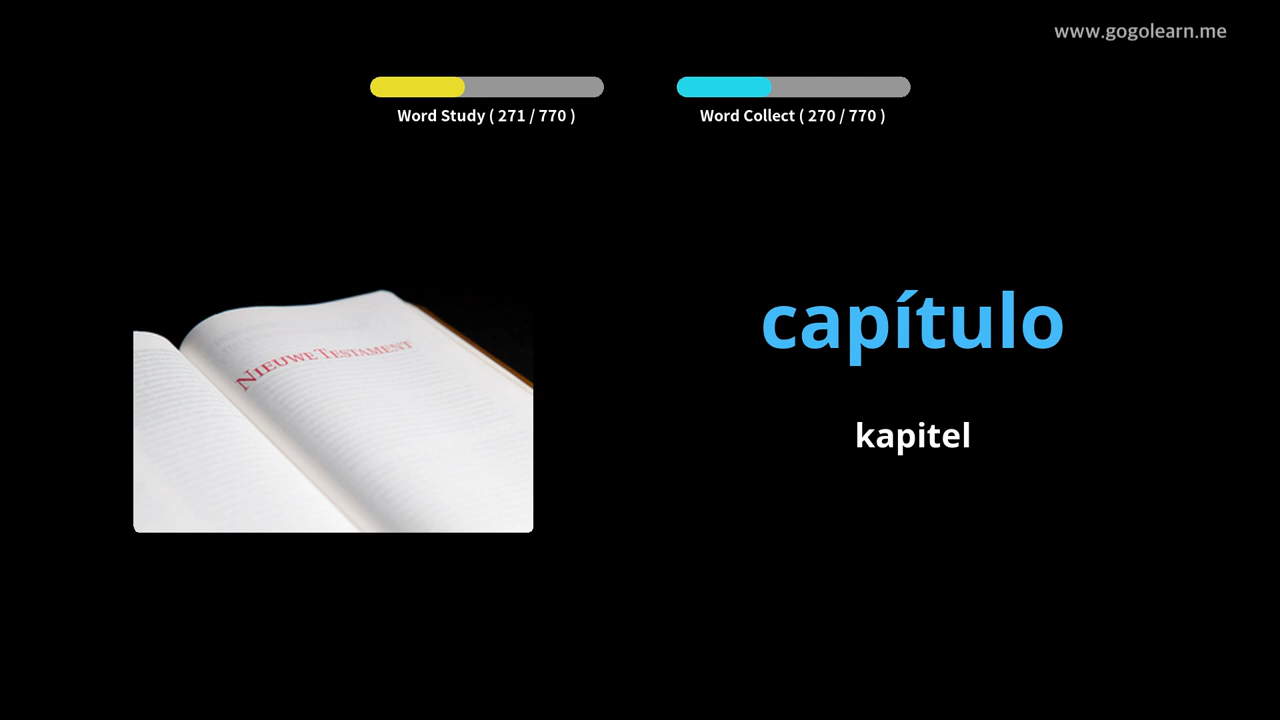 www.gogolearn.me
Word Study ( 271 / 770 )
Word Collect ( 270 / 770 )
NIEUWE TESTAMENT
capítulo
kapitel